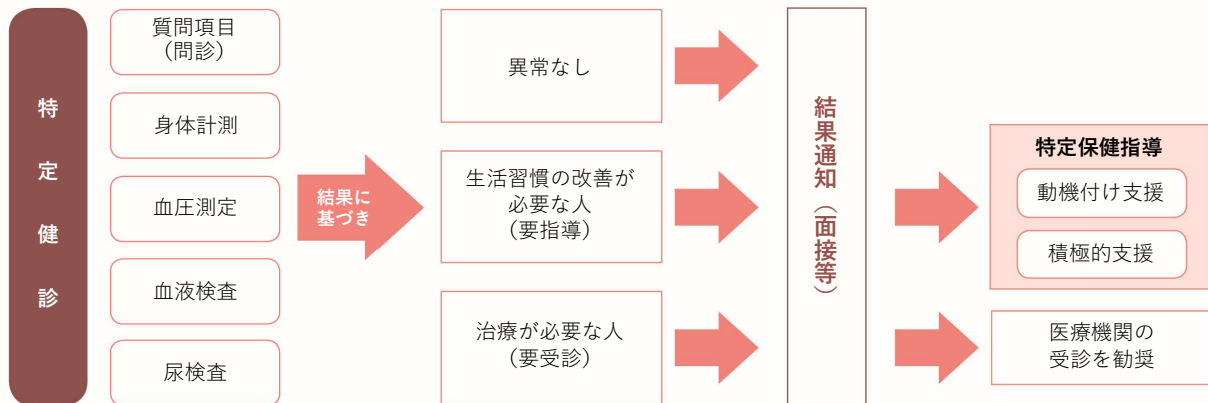 特定健診
質問項目
(問診)
身体計測
血圧測定
血液検査
尿検査
結果に
基づき
異常なし
生活習慣の改善が
必要な人
(要指導)
治療が必要な人
(要受診)
結果通知(面接等)
特定保健指導
動機付け支援
積極的支援
医療機関の
受診を勧奨